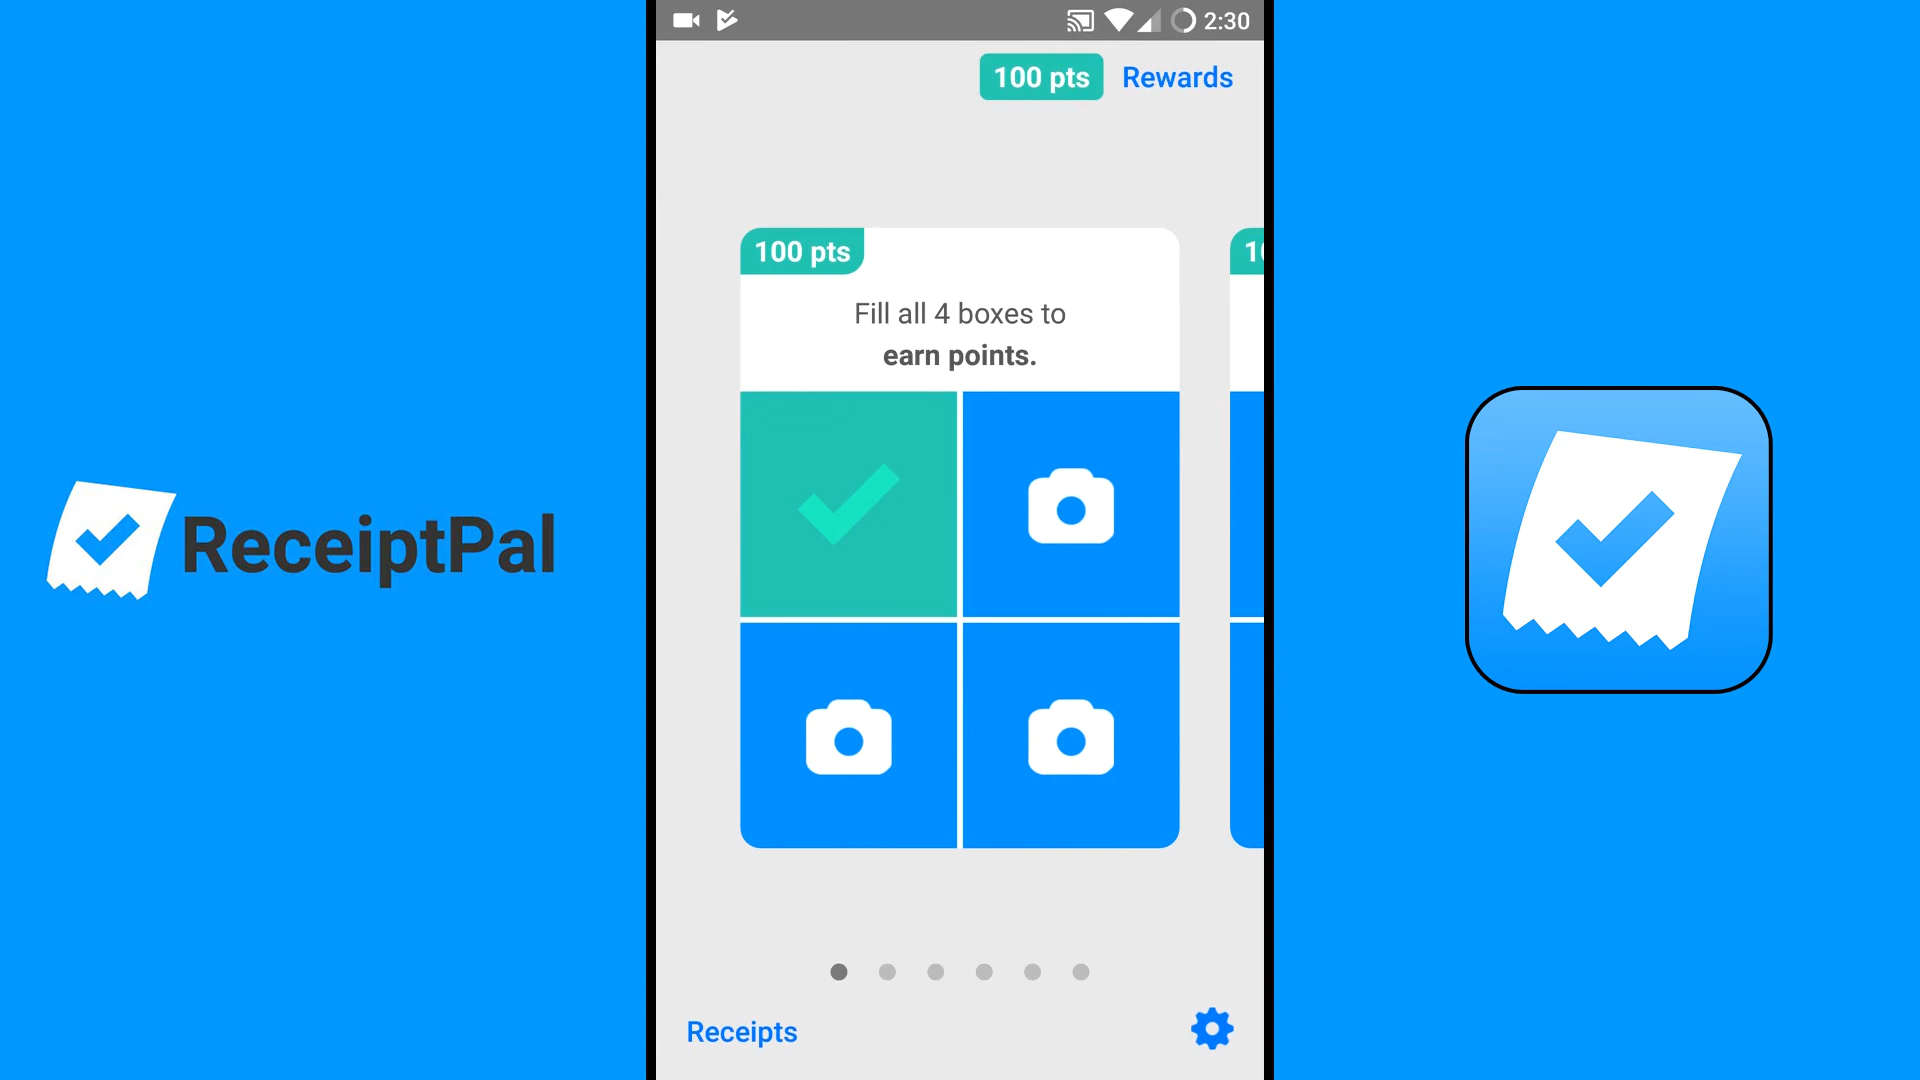 2:30
100 pts Rewards
100 pts
Fill all 4 boxes to
earn points.
ReceiptPal
Receipts